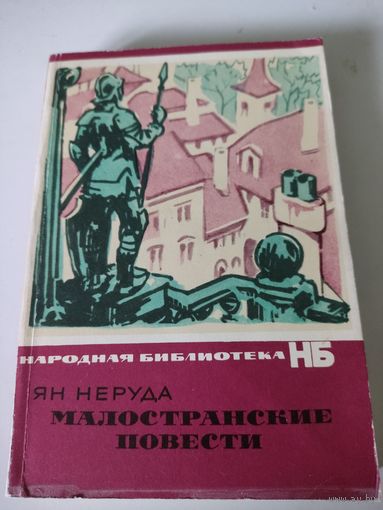 НАРОДНАЯ БИБЛИОТЕКА НБ
ЯН НЕРУДА
МАЛОСТРАНСКИЕ
ПОВЕСТИ